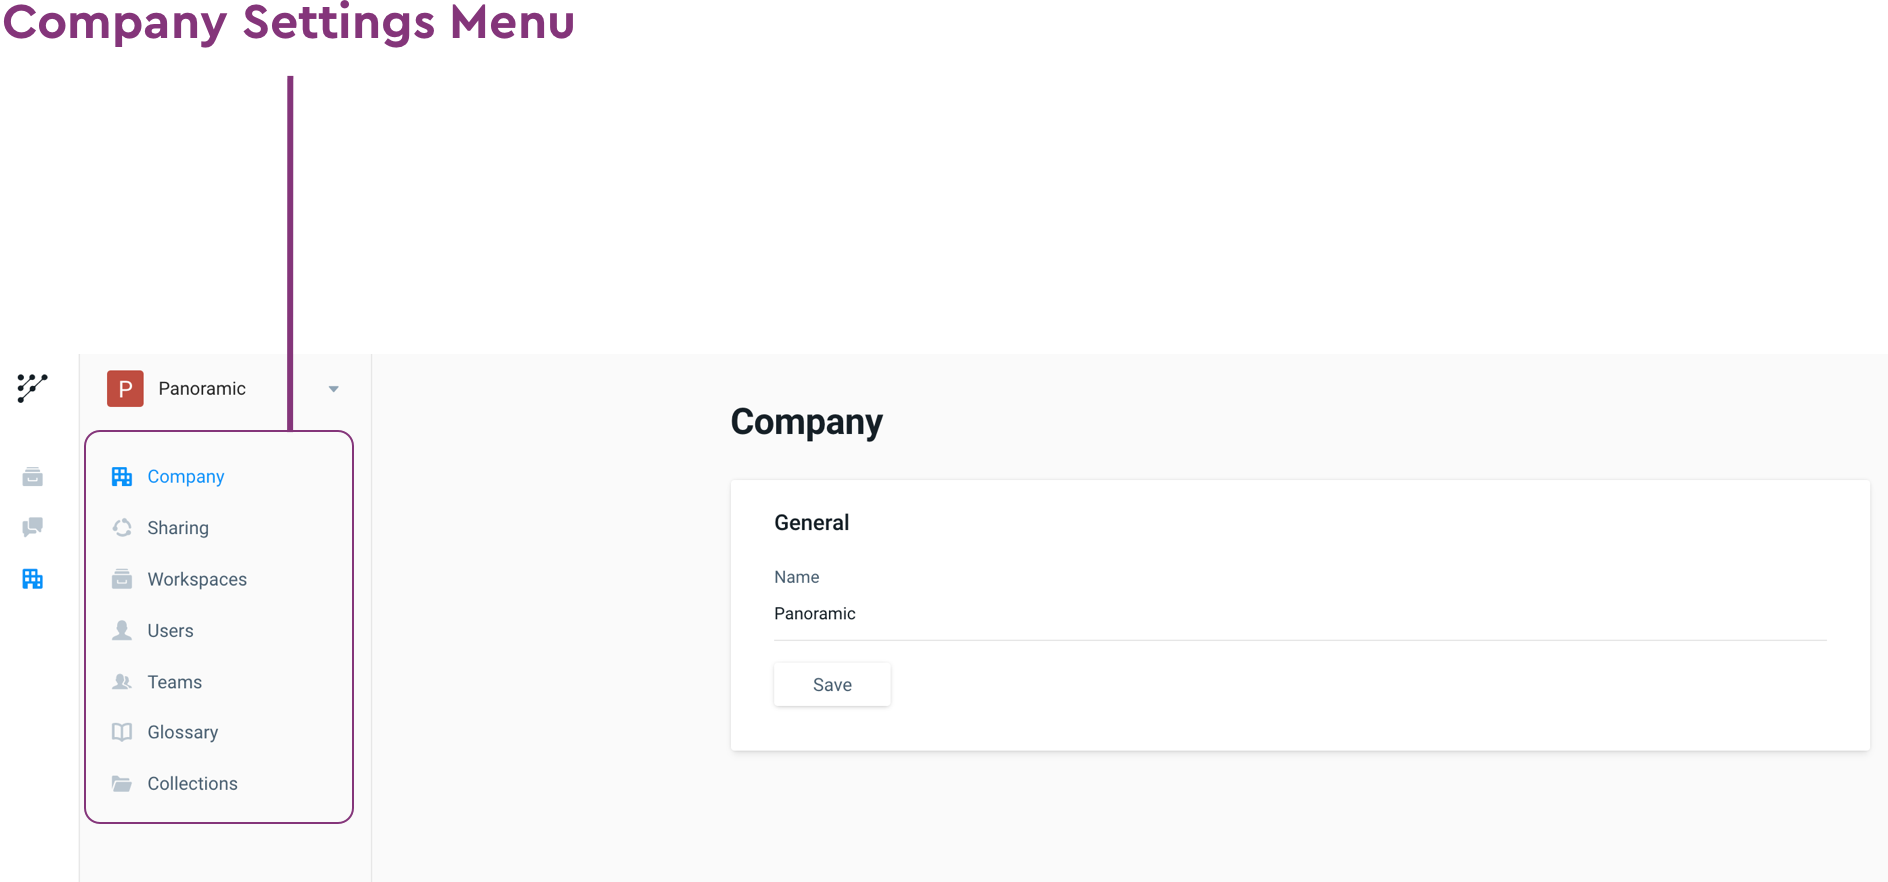 Company Settings Menu
P Panoramic
Company
Sharing
Workspaces
Users
Teams
Glossary
Collections
Company
General
Name
Panoramic
Save